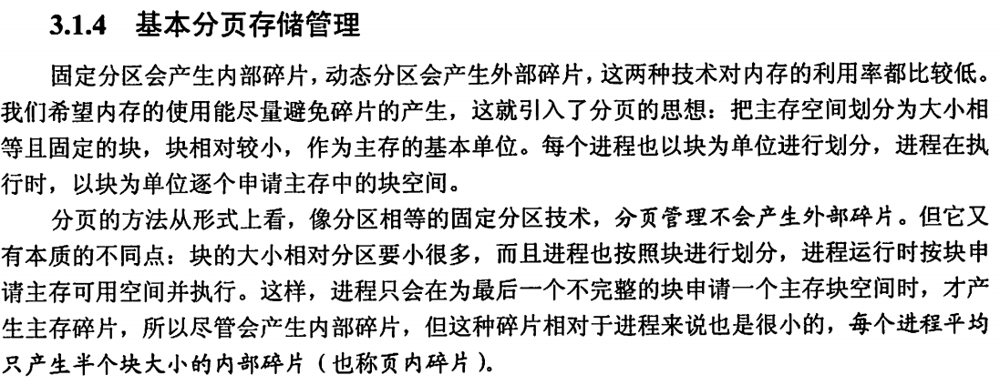 3.1.4 基本分页存储管理
固定分区会产生内部碎片，动态分区会产生外部碎片，这两种技术对内存的利用率都比较低。
我们希望内存的使用能尽量避免碎片的产生，这就引入了分页的思想：把主存空间划分为大小相
等且固定的块，块相对较小，作为主存的基本单位。每个进程也以块为单位进行划分，进程在执
行时，以块为单位逐个申请主存中的块空间。
分页的方法从形式上看，像分区相等的固定分区技术，分页管理不会产生外部碎片。但它又
有本质的不同点：块的大小相对分区要小很多，而且进程也按照块进行划分，进程运行时按块申
请主存可用空间并执行。这样，进程只会在为最后一个不完整的块申请一个主存块空间时，才产
生主存碎片，所以尽管会产生内部碎片，但这种碎片相对于进程来说也是很小的，每个进程平均
只产生半个块大小的内部碎片（也称页内碎片）。